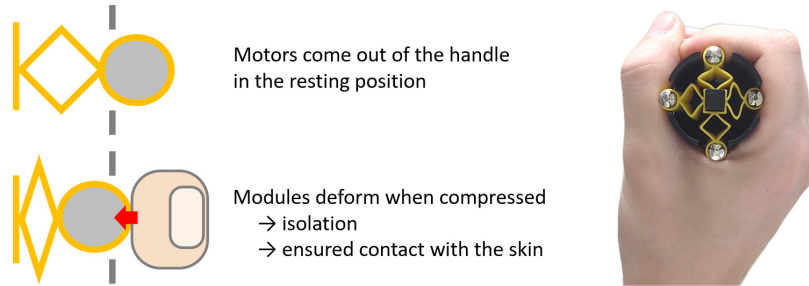 Motors come out of the handle
in the resting position
Modules deform when compressed
→ isolation
→ ensured contact with the skin